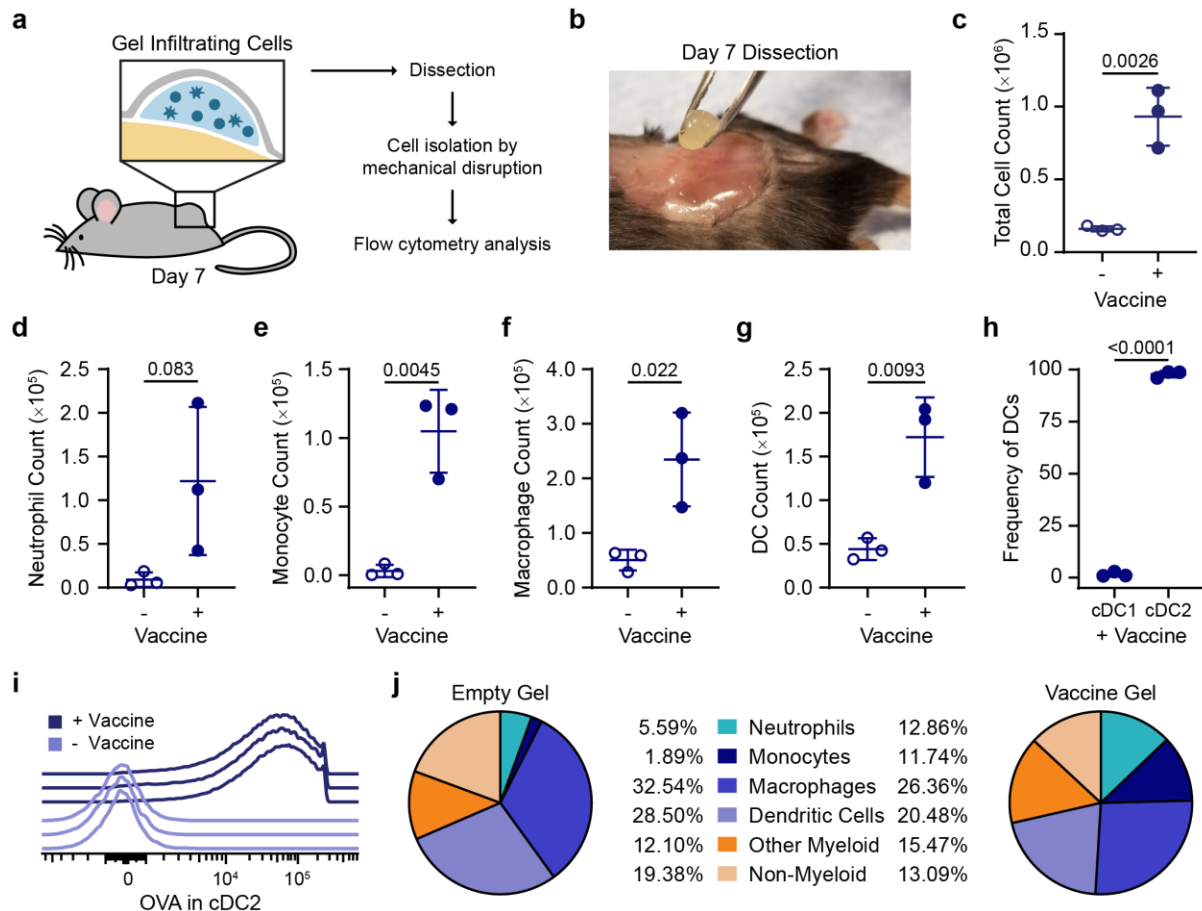 a
Gel Infiltrating Cells
Day 7
Dissection
Cell isolation by
mechanical disruption
Flow cytometry analysis
b
Day 7 Dissection
c
Total Cell Count (×10⁶)
1.5
1.0
0.5
0.0
0.0026
- +
Vaccine
d
Neutrophil Count (×10⁵)
2.5
2.0
1.5
1.0
0.5
0.0
0.083
- +
Vaccine
e
Monocyte Count (×10⁵)
1.5
1.0
0.5
0.0
0.0045
- +
Vaccine
f
Macrophage Count (×10⁵)
4.0
3.0
2.0
1.0
0.0
0.022
- +
Vaccine
g
DC Count (×10⁵)
2.5
2.0
1.5
1.0
0.5
0.0
0.0093
- +
Vaccine
h
Frequency of DCs
100
75
50
25
0
<0.0001
cDC1 cDC2
+ Vaccine
i
+ Vaccine
- Vaccine
0 10⁴ 10⁵
OVA in cDC2
j
Empty Gel
Vaccine Gel
5.59% Neutrophils 12.86%
1.89% Monocytes 11.74%
32.54% Macrophages 26.36%
28.50% Dendritic Cells 20.48%
12.10% Other Myeloid 15.47%
19.38% Non-Myeloid 13.09%